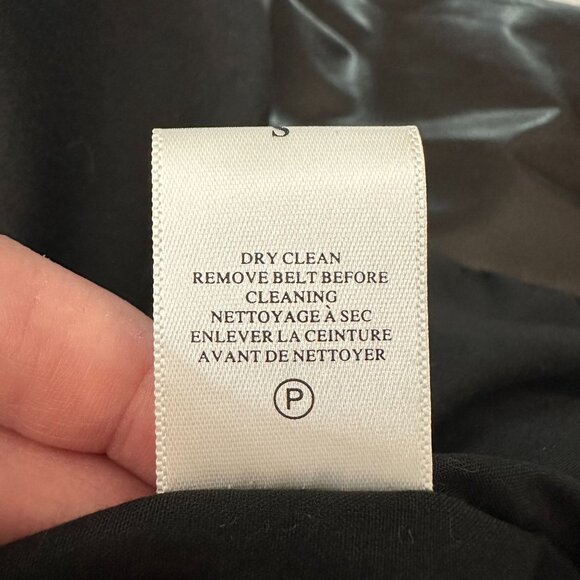 S
DRY CLEAN
REMOVE BELT BEFORE
CLEANING
NETTOYAGE À SEC
ENLEVER LA CEINTURE
AVANT DE NETTOYER
P